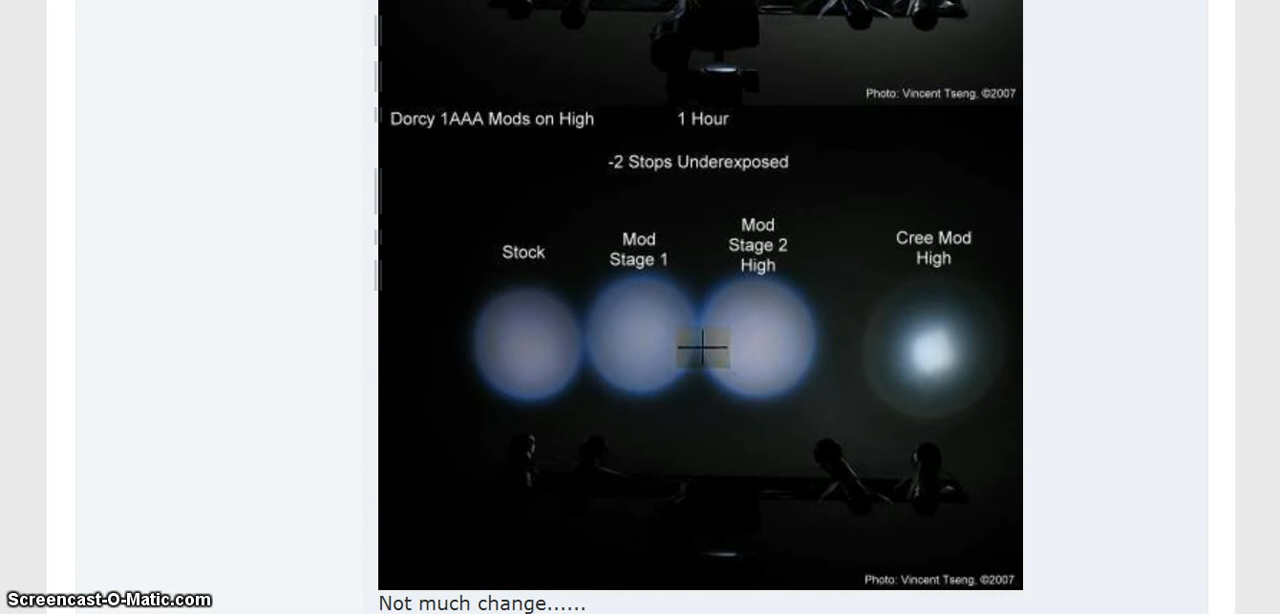 Photo: Vincent Tseng, ©2007
Dorcy 1AAA Mods on High
1 Hour
-2 Stops Underexposed
Stock
Mod
Stage 1
Mod
Stage 2
High
Cree Mod
High
Photo: Vincent Tseng, ©2007
Not much change......
Screencast-O-Matic.com